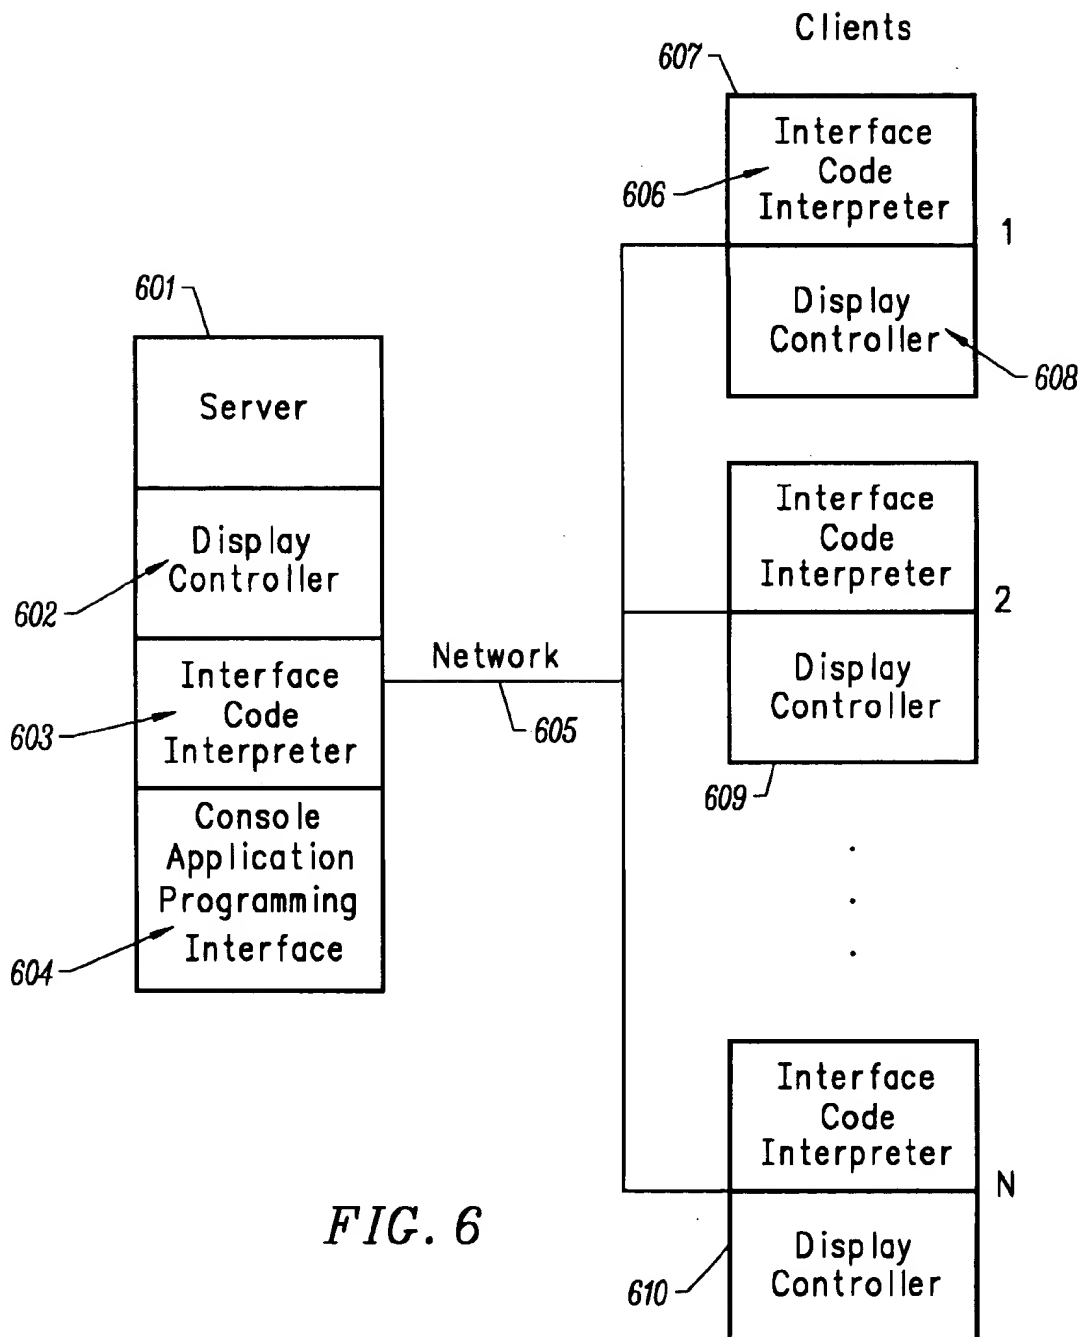 Clients
607
Interface
Code
Interpreter
606
1
Display
Controller
608
601
Server
Display
Controller
602
Interface
Code
Interpreter
603
Console
Application
Programming
Interface
604
Network
605
Interface
Code
Interpreter
2
Display
Controller
609
Interface
Code
Interpreter
N
Display
Controller
610
FIG. 6